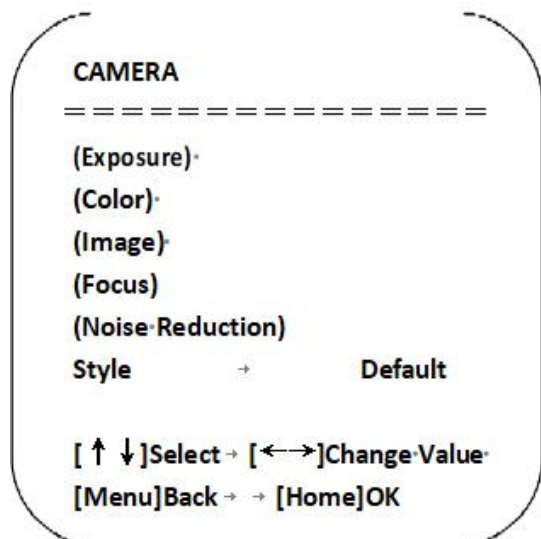 CAMERA
================
(Exposure)
(Color)
(Image)
(Focus)
(Noise Reduction)
Style → Default
[↑ ↓]Select → [←→]Change Value
[Menu]Back → → [Home]OK